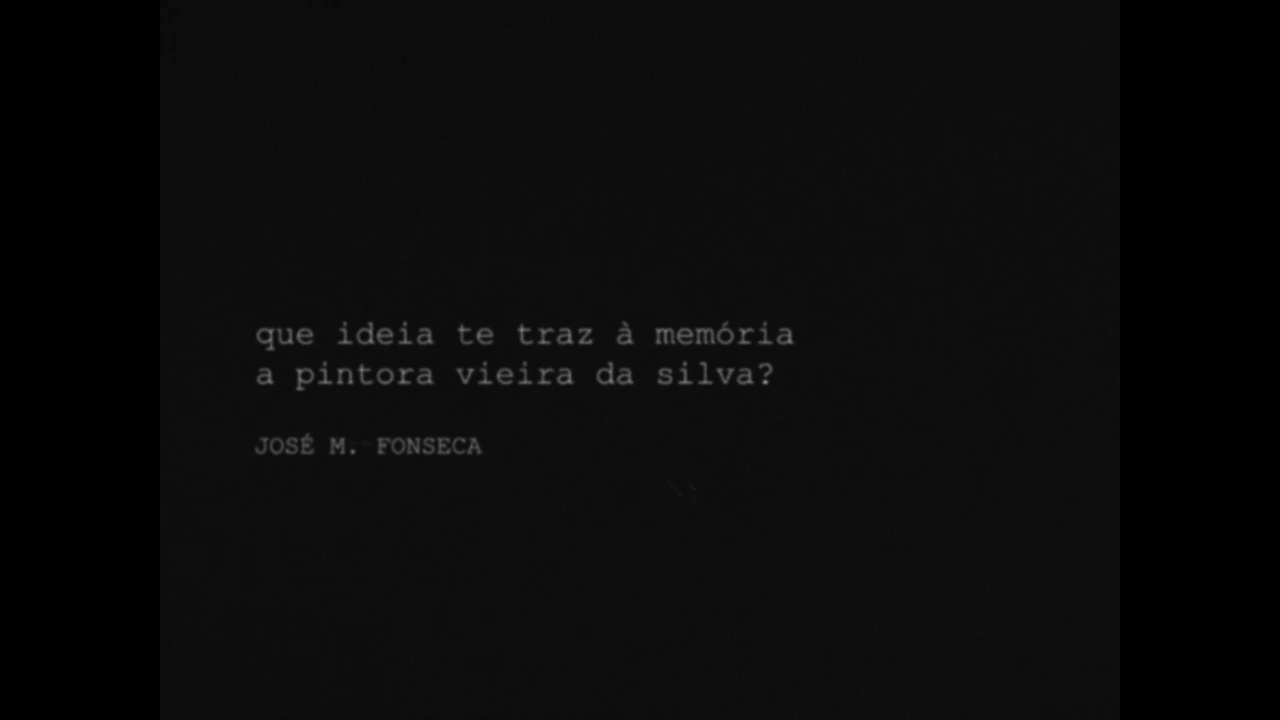 que ideia te traz à memória
a pintora vieira da silva?
JOSÉ M. FONSECA